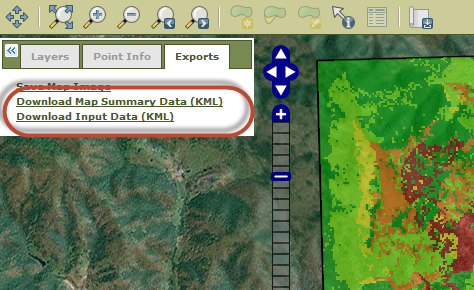 Layers Point Info Exports
Save Map Image
Download Map Summary Data (KML)
Download Input Data (KML)